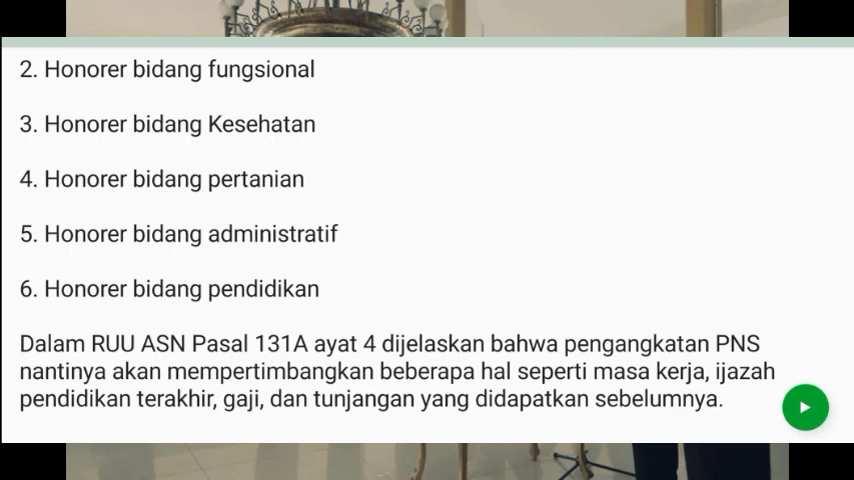 2. Honorer bidang fungsional
3. Honorer bidang Kesehatan
4. Honorer bidang pertanian
5. Honorer bidang administratif
6. Honorer bidang pendidikan
Dalam RUU ASN Pasal 131A ayat 4 dijelaskan bahwa pengangkatan PNS
nantinya akan mempertimbangkan beberapa hal seperti masa kerja, ijazah
pendidikan terakhir, gaji, dan tunjangan yang didapatkan sebelumnya.